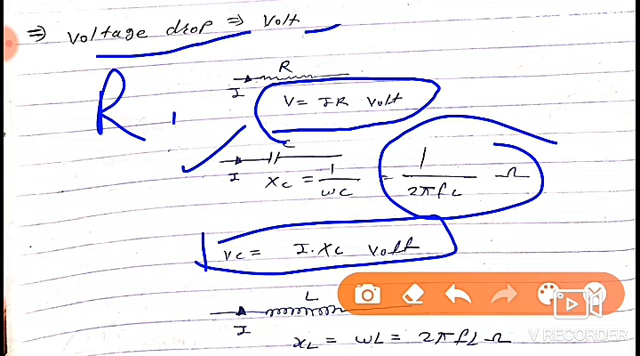 ⇒ Voltage drop ⇒ Volt
R
R,
I
V = IR Volt
C
I
Xc = 1/ωC = 1/2πfC Ω
Vc = I·Xc Volt
L
I
XL = ωL = 2πfL Ω
V RECORDER